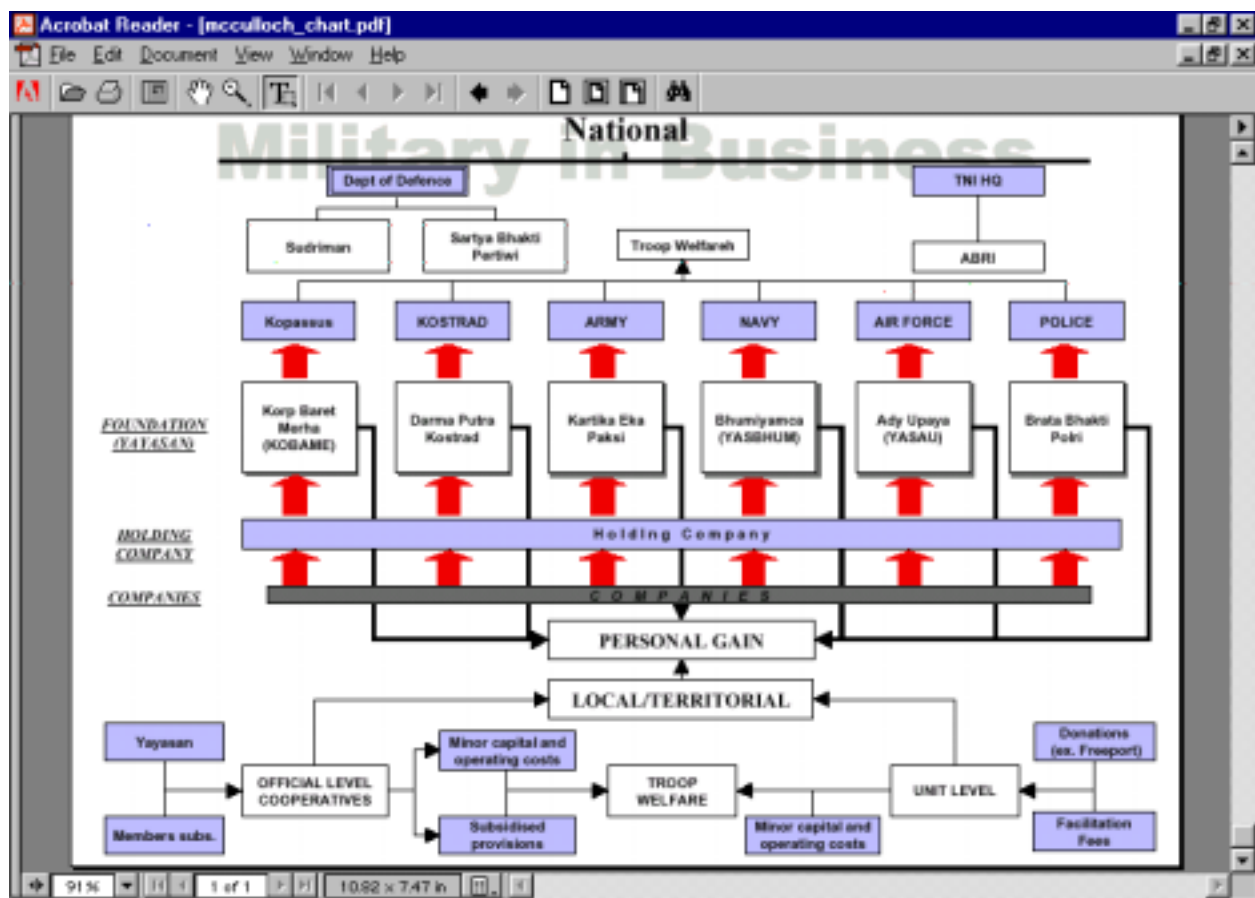 Acrobat Reader - [mcculloch_chart.pdf]
File Edit Document View Window Help
Military in Business
National
Dept of Defence
TNI HQ
Sudriman
Sartya Bhakti
Pertiwi
Troop Welfareh
ABRI
Kopassus
KOSTRAD
ARMY
NAVY
AIR FORCE
POLICE
FOUNDATION
(YAYASAN)
Korp Baret
Merha
(KOBAME)
Darma Putra
Kostrad
Kartika Eka
Paksi
Bhumiyamca
(YASBHUM)
Ady Upaya
(YASAU)
Brata Bhakti
Polri
HOLDING
COMPANY
Holding Company
COMPANIES
COMPANIES
PERSONAL GAIN
LOCAL/TERRITORIAL
Yayasan
Members subs.
OFFICIAL LEVEL
COOPERATIVES
Minor capital and
operating costs
Subsidised
provisions
TROOP
WELFARE
Minor capital and
operating costs
UNIT LEVEL
Donations
(ex. Freeport)
Facilitation
Fees
91%
1 of 1
10.82 x 7.47 in